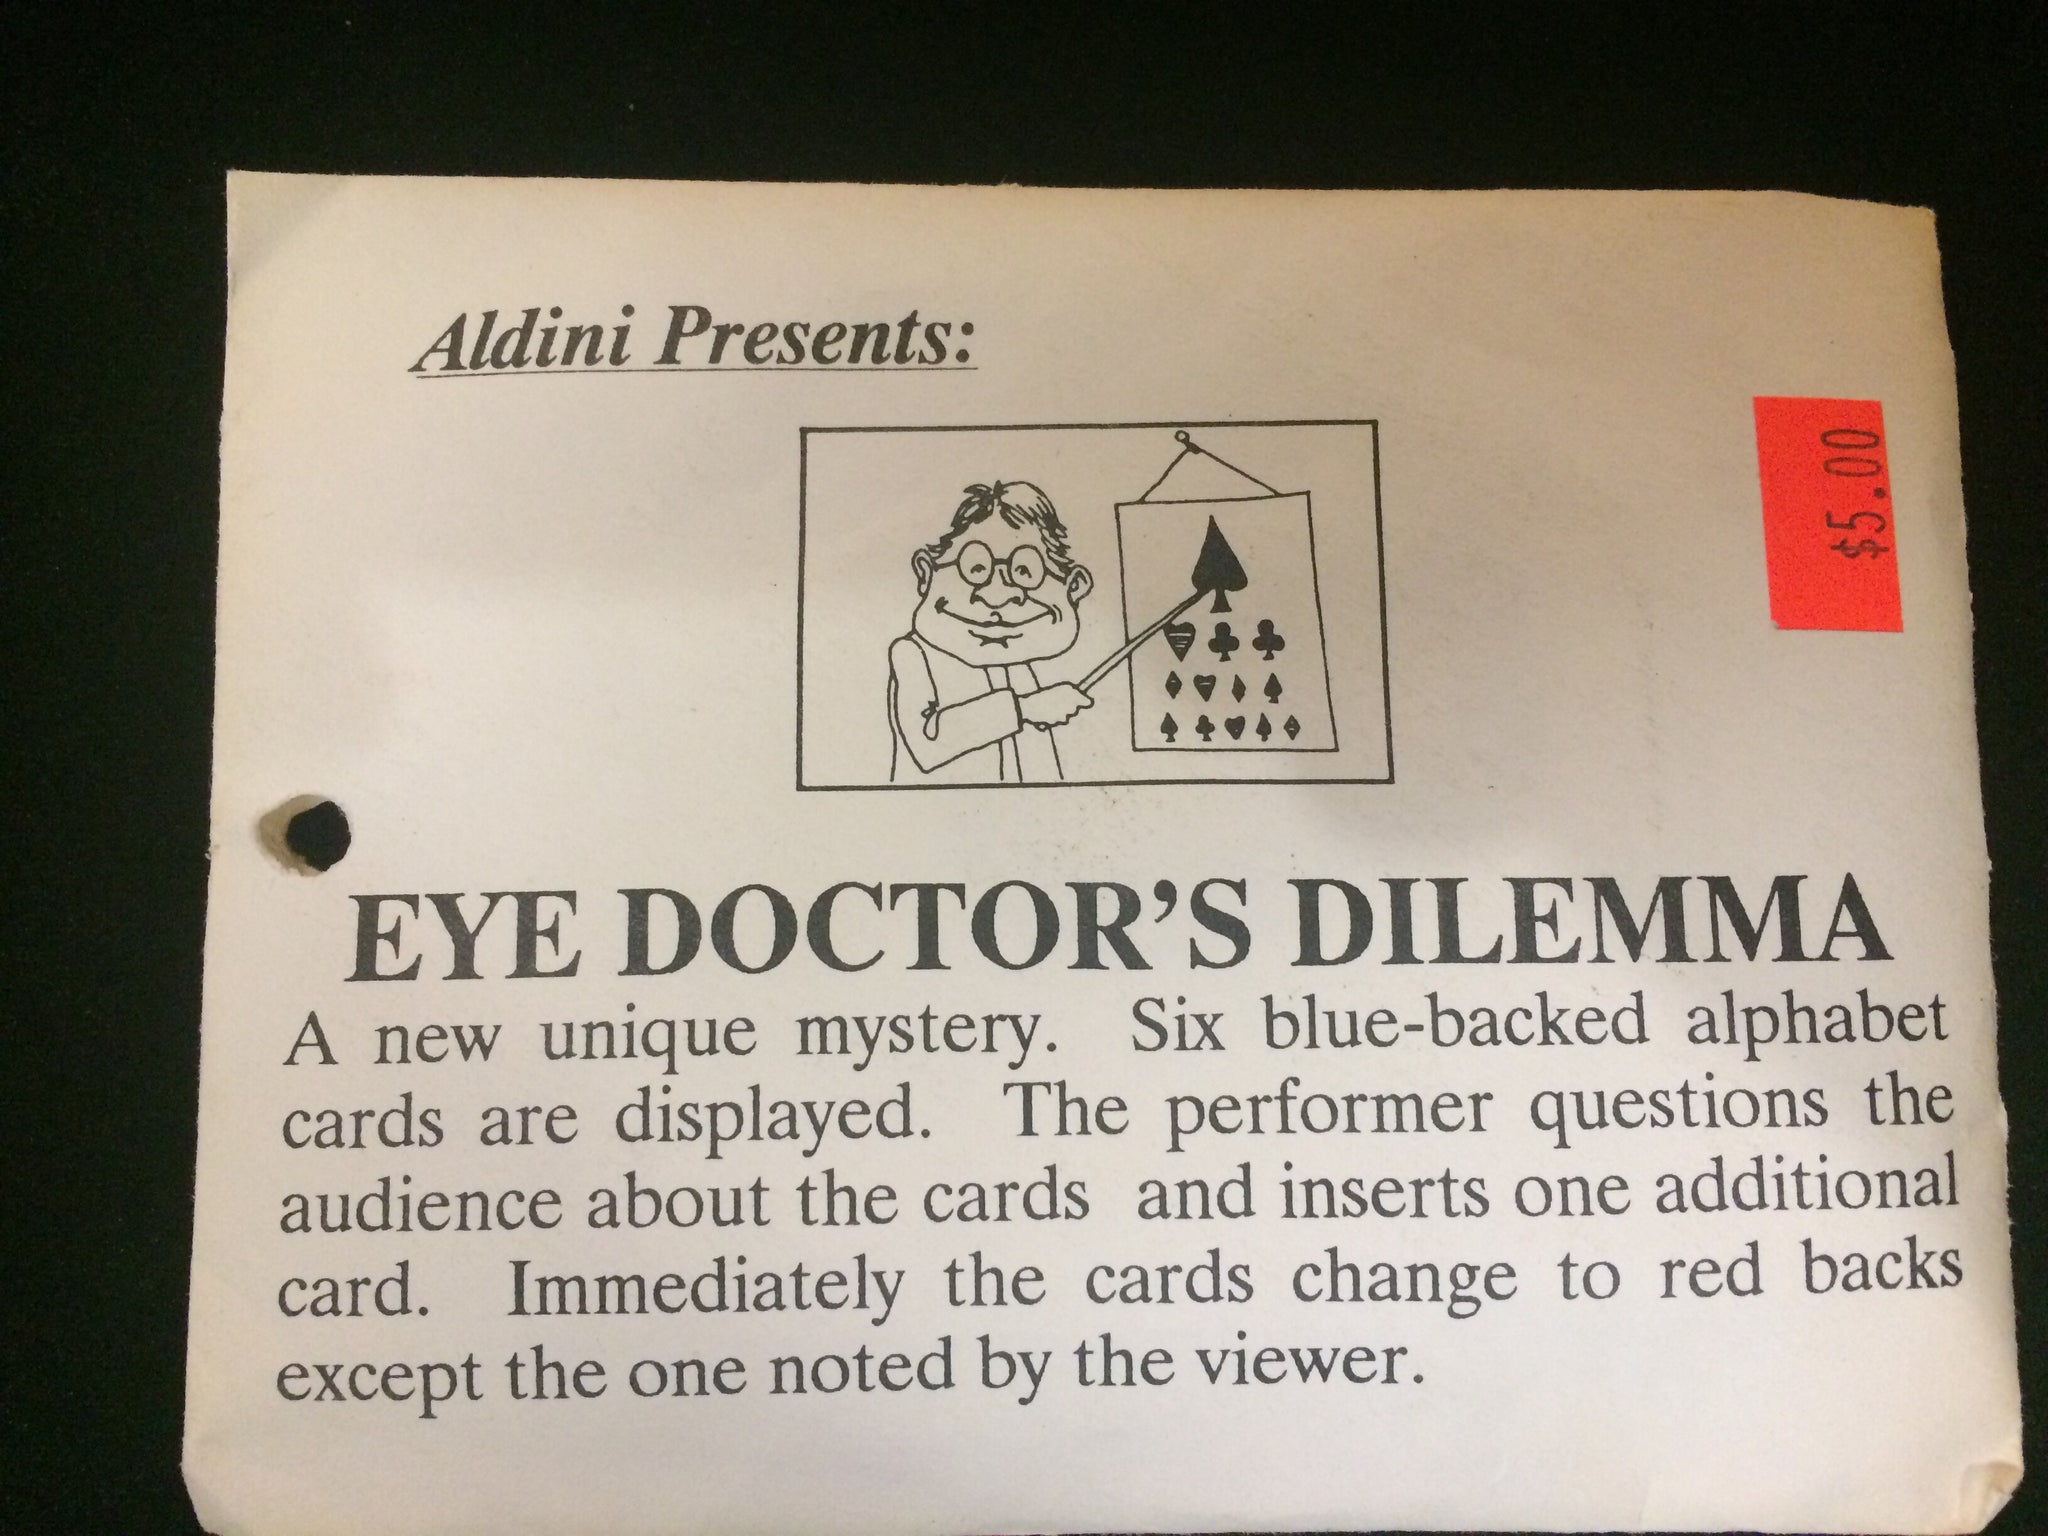 Aldini Presents:
$5.00
EYE DOCTOR'S DILEMMA
A new unique mystery. Six blue-backed alphabet
cards are displayed. The performer questions the
audience about the cards and inserts one additional
card. Immediately the cards change to red backs
except the one noted by the viewer.